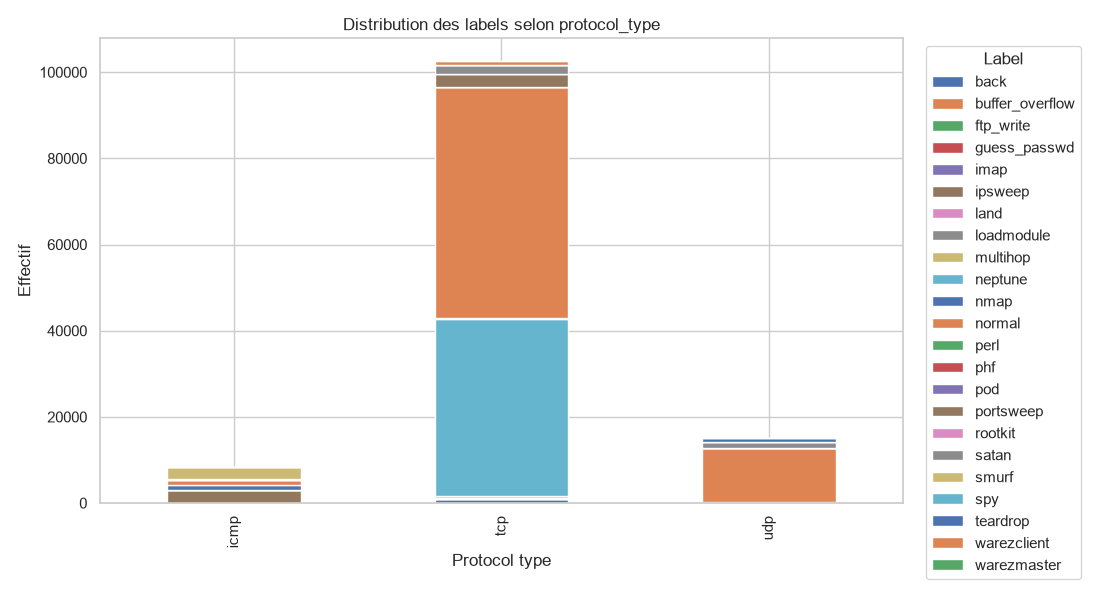 Distribution des labels selon protocol_type
Effectif
100000
80000
60000
40000
20000
0
icmp
tcp
udp
Protocol type
Label
back
buffer_overflow
ftp_write
guess_passwd
imap
ipsweep
land
loadmodule
multihop
neptune
nmap
normal
perl
phf
pod
portsweep
rootkit
satan
smurf
spy
teardrop
warezclient
warezmaster